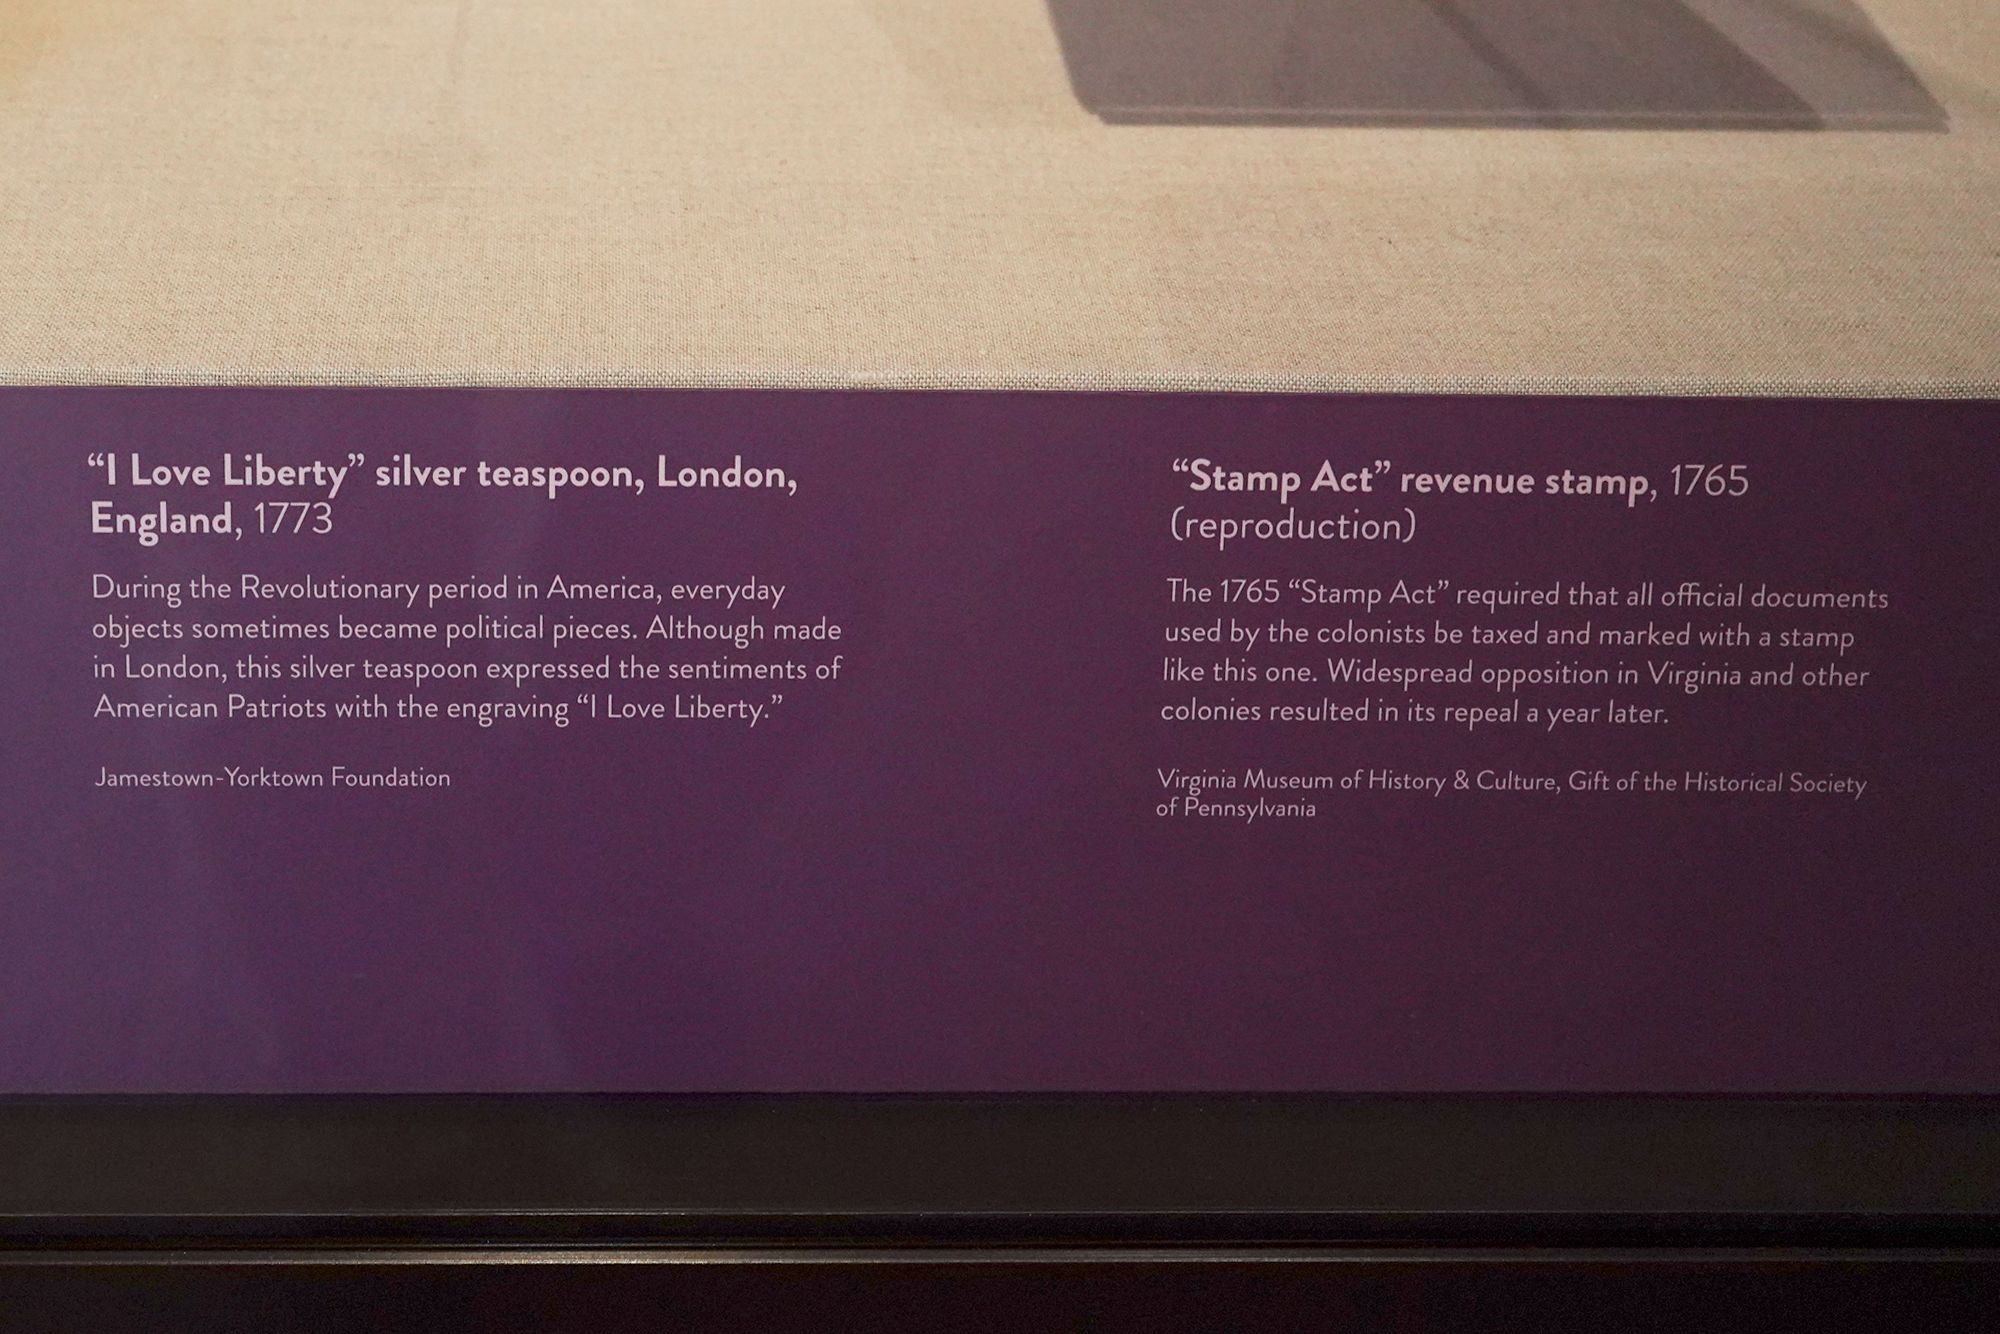 “I Love Liberty” silver teaspoon, London,
England, 1773
During the Revolutionary period in America, everyday
objects sometimes became political pieces. Although made
in London, this silver teaspoon expressed the sentiments of
American Patriots with the engraving “I Love Liberty.”
Jamestown-Yorktown Foundation
“Stamp Act” revenue stamp, 1765
(reproduction)
The 1765 “Stamp Act” required that all official documents
used by the colonists be taxed and marked with a stamp
like this one. Widespread opposition in Virginia and other
colonies resulted in its repeal a year later.
Virginia Museum of History & Culture, Gift of the Historical Society
of Pennsylvania